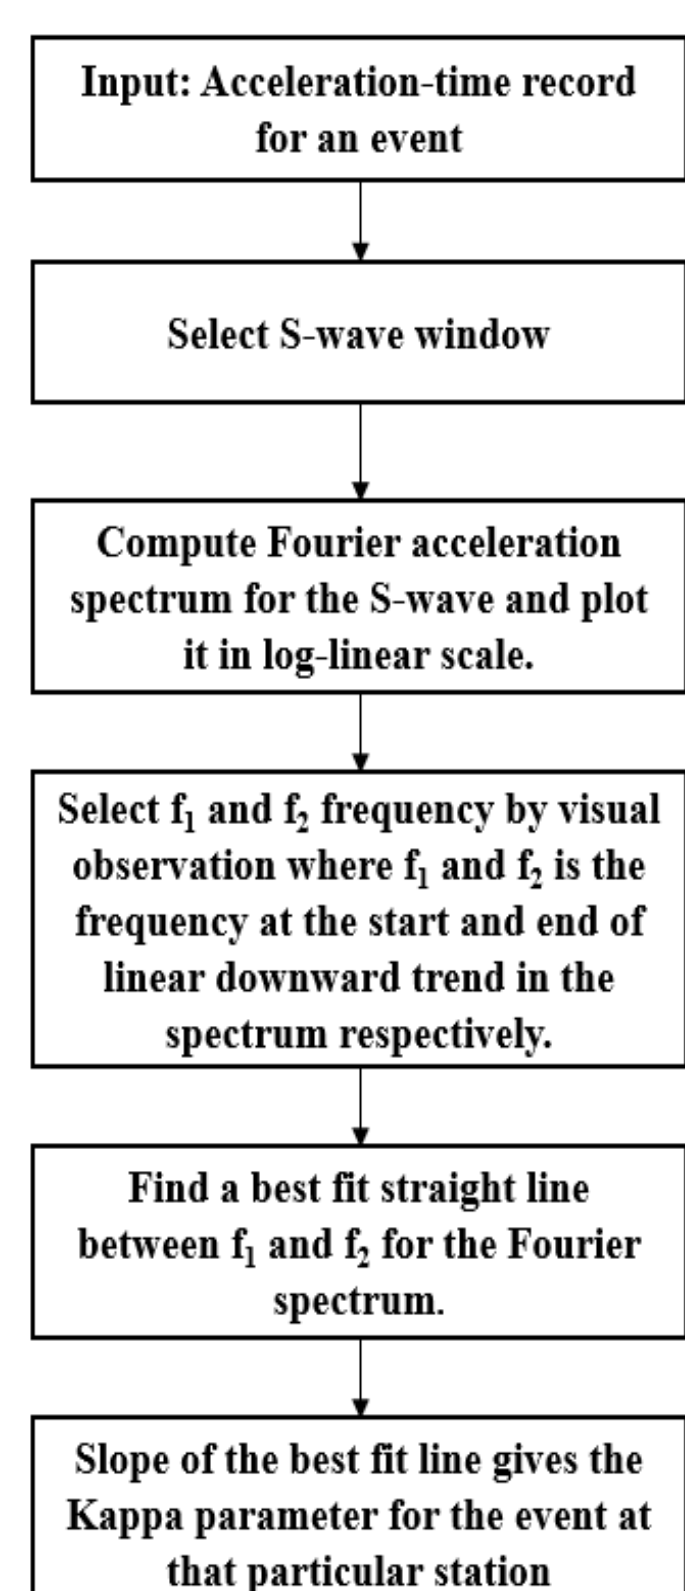 Input: Acceleration-time record
for an event
Select S-wave window
Compute Fourier acceleration
spectrum for the S-wave and plot
it in log-linear scale.
Select f₁ and f₂ frequency by visual
observation where f₁ and f₂ is the
frequency at the start and end of
linear downward trend in the
spectrum respectively.
Find a best fit straight line
between f₁ and f₂ for the Fourier
spectrum.
Slope of the best fit line gives the
Kappa parameter for the event at
that particular station